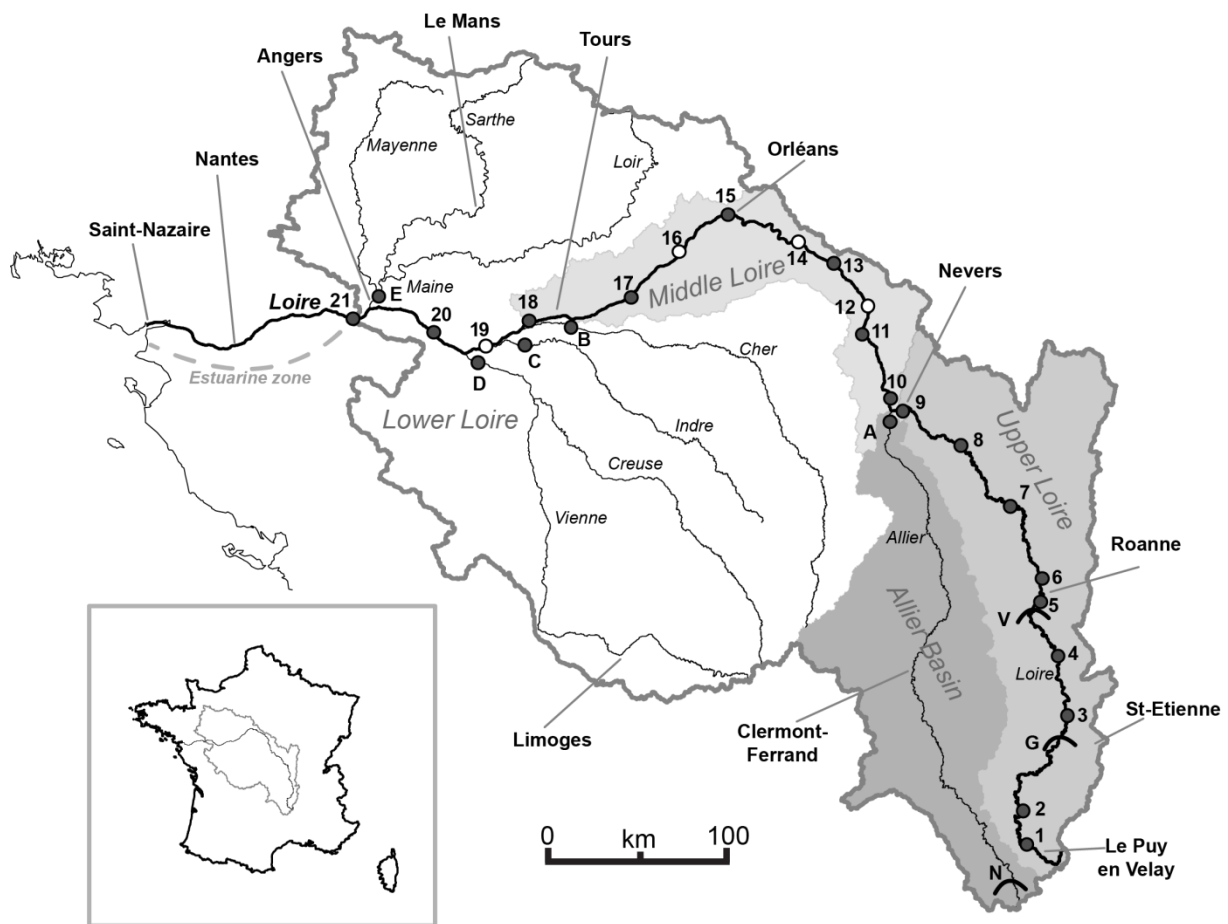 Le Mans
Tours
Angers
Sarthe
Mayenne
Orléans
Loir
Nantes
15
Saint-Nazaire
16
14
13
Nevers
Maine
17
Middle Loire
E
Loire
21
18
12
20
19
B
11
C
Cher
Estuarine zone
D
10
9
Lower Loire
A
8
Indre
Upper Loire
Creuse
7
Vienne
Allier
Roanne
6
5
V
Allier Basin
4
Loire
3
St-Etienne
Limoges
Clermont-
Ferrand
G
2
0
km
100
1
Le Puy
en Velay
N